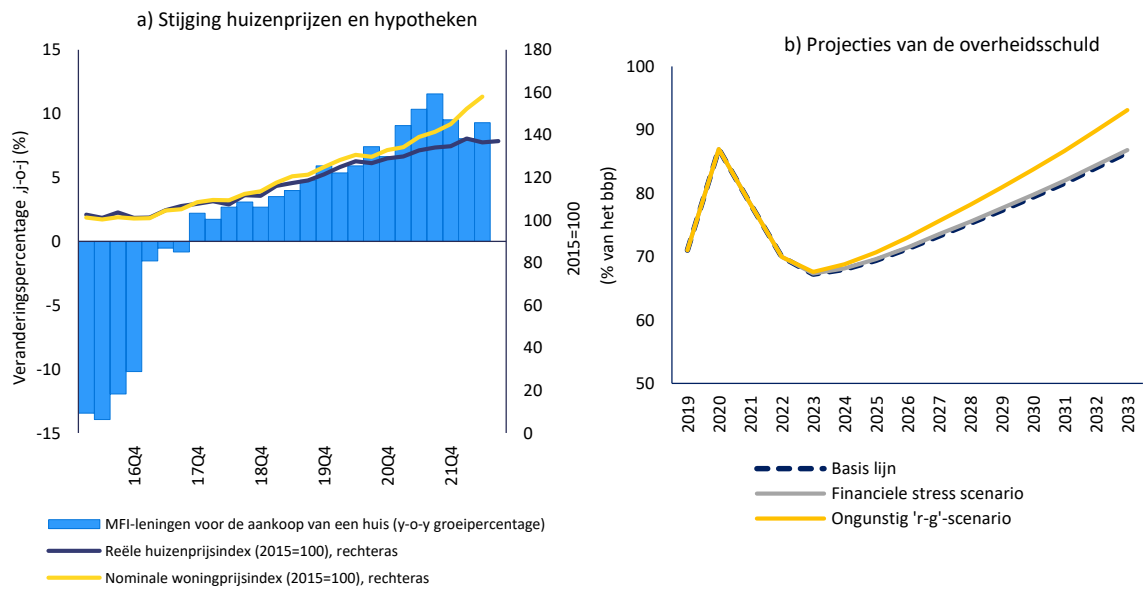 a) Stijging huizenprijzen en hypotheken
Veranderingspercentage ,j-o-j (%)
15
10
5
0
-5
-10
-15
180
160
140
120
100
80
60
40
20
0
2015=100
16Q4
17Q4
18Q4
19Q4
20Q4
21Q4
MFI-leningen voor de aankoop van een huis (y-o-y groeipercentage)
Reële huizenprijsindex (2015=100), rechteras
Nominale woningprijsindex (2015=100), rechteras
b) Projecties van de overheidsschuld
(% van het bbp)
100
90
80
70
60
50
2019
2020
2021
2022
2023
2024
2025
2026
2027
2028
2029
2030
2031
2032
2033
Basis lijn
Financiele stress scenario
Ongunstig 'r-g'-scenario